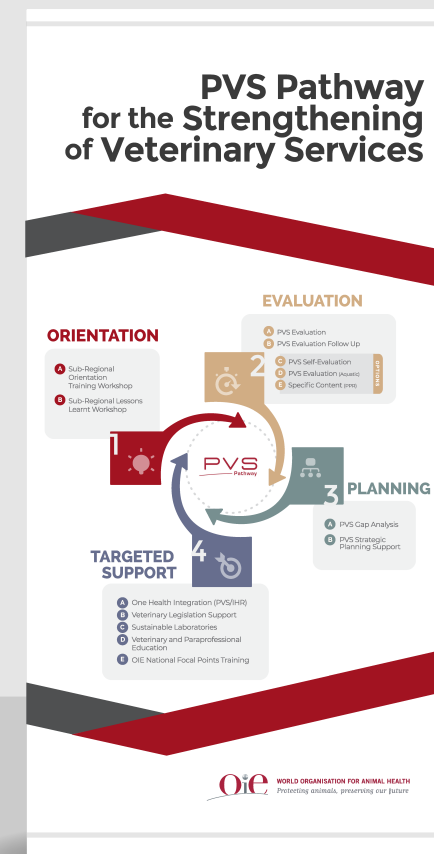 PVS Pathway
for the Strengthening
of Veterinary Services
ORIENTATION
A Sub-Regional
Orientation
Training Workshop
B Sub-Regional Lessons
Learnt Workshop
1
EVALUATION
A PVS Evaluation
B PVS Evaluation Follow Up
C PVS Self-Evaluation
D PVS Evaluation (Aquatic)
E Specific Content (PPR)
OPTIONS
2
PVS
Pathway
3
PLANNING
A PVS Gap Analysis
B PVS Strategic
Planning Support
4
TARGETED
SUPPORT
A One Health Integration (PVS/IHR)
B Veterinary Legislation Support
C Sustainable Laboratories
D Veterinary and Paraprofessional
Education
E OIE National Focal Points Training
Oie
WORLD ORGANISATION FOR ANIMAL HEALTH
Protecting animals, preserving our future